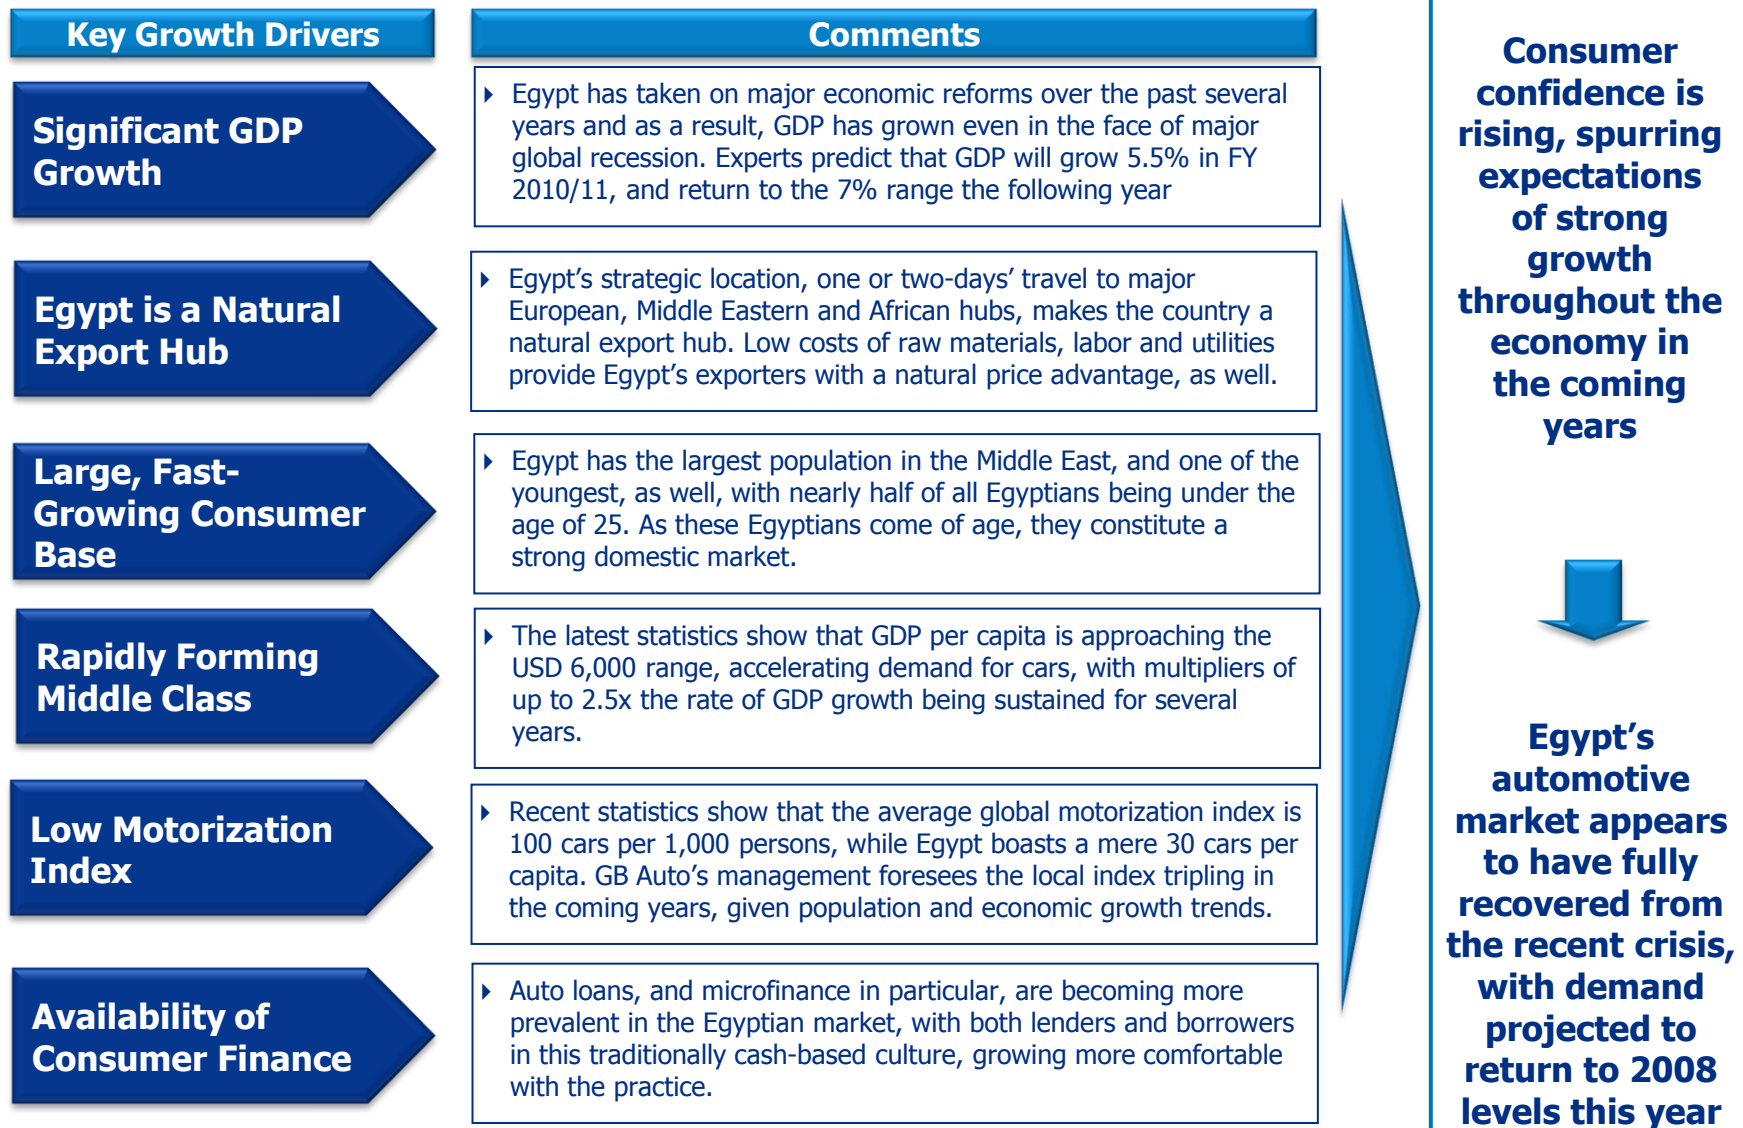 Key Growth Drivers
Comments
Significant GDP
Growth
Egypt has taken on major economic reforms over the past several
years and as a result, GDP has grown even in the face of major
global recession. Experts predict that GDP will grow 5.5% in FY
2010/11, and return to the 7% range the following year
Egypt is a Natural
Export Hub
Egypt’s strategic location, one or two-days’ travel to major
European, Middle Eastern and African hubs, makes the country a
natural export hub. Low costs of raw materials, labor and utilities
provide Egypt’s exporters with a natural price advantage, as well.
Large, Fast-
Growing Consumer
Base
Egypt has the largest population in the Middle East, and one of the
youngest, as well, with nearly half of all Egyptians being under the
age of 25. As these Egyptians come of age, they constitute a
strong domestic market.
Rapidly Forming
Middle Class
The latest statistics show that GDP per capita is approaching the
USD 6,000 range, accelerating demand for cars, with multipliers of
up to 2.5x the rate of GDP growth being sustained for several
years.
Low Motorization
Index
Recent statistics show that the average global motorization index is
100 cars per 1,000 persons, while Egypt boasts a mere 30 cars per
capita. GB Auto’s management foresees the local index tripling in
the coming years, given population and economic growth trends.
Availability of
Consumer Finance
Auto loans, and microfinance in particular, are becoming more
prevalent in the Egyptian market, with both lenders and borrowers
in this traditionally cash-based culture, growing more comfortable
with the practice.
Consumer
confidence is
rising, spurring
expectations
of strong
growth
throughout the
economy in
the coming
years
Egypt’s
automotive
market appears
to have fully
recovered from
the recent crisis,
with demand
projected to
return to 2008
levels this year